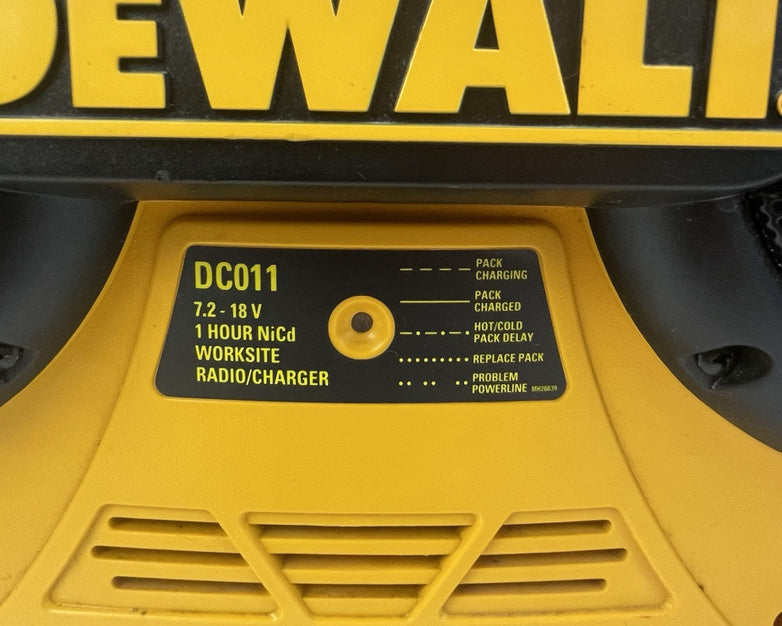 DEWALT
DC011
7.2 - 18 V
1 HOUR NiCd
WORKSITE
RADIO/CHARGER
PACK
CHARGING
PACK
CHARGED
HOT/COLD
PACK DELAY
REPLACE PACK
PROBLEM
POWERLINE
MH28839